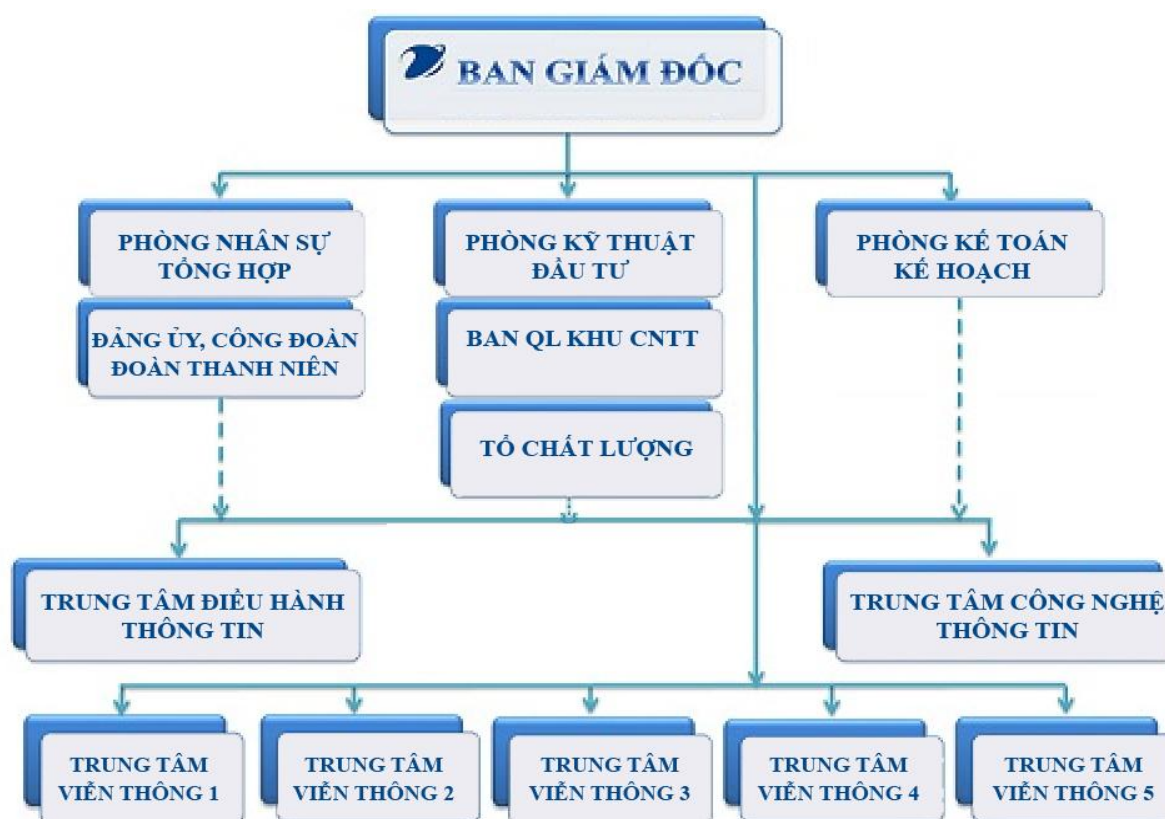 BAN GIÁM ĐỐC
PHÒNG NHÂN SỰ
TỔNG HỢP
PHÒNG KỸ THUẬT
ĐẦU TƯ
PHÒNG KẾ TOÁN
KẾ HOẠCH
ĐẢNG ỦY, CÔNG ĐOÀN
ĐOÀN THANH NIÊN
BAN QL KHU CNTT
TỔ CHẤT LƯỢNG
TRUNG TÂM ĐIỀU HÀNH
THÔNG TIN
TRUNG TÂM CÔNG NGHỆ
THÔNG TIN
TRUNG TÂM
VIỄN THÔNG 1
TRUNG TÂM
VIỄN THÔNG 2
TRUNG TÂM
VIỄN THÔNG 3
TRUNG TÂM
VIỄN THÔNG 4
TRUNG TÂM
VIỄN THÔNG 5